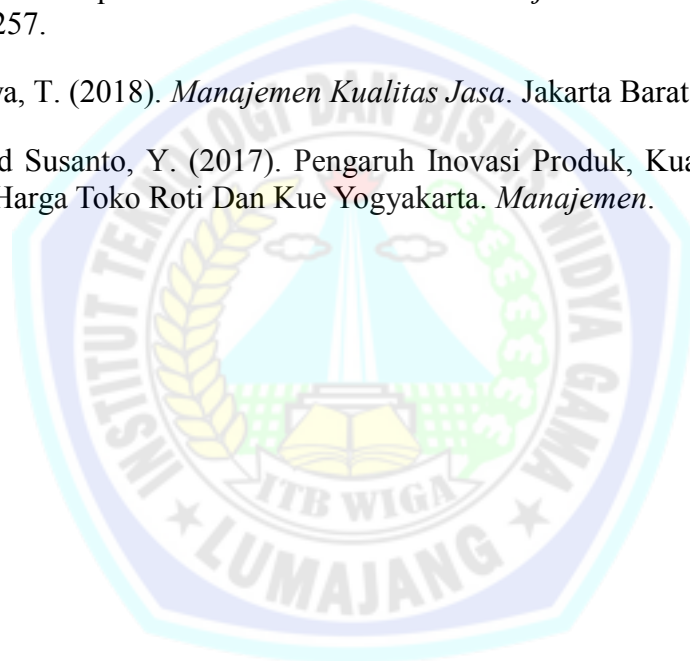 257.
va, T. (2018). Manajemen Kualitas Jasa. Jakarta Barat
d Susanto, Y. (2017). Pengaruh Inovasi Produk, Kua
Harga Toko Roti Dan Kue Yogyakarta. Manajemen.
INSTITUT TEKNOLOGI DAN BISNIS WIDYA GAMA
ITB WIGA
LUMAJANG